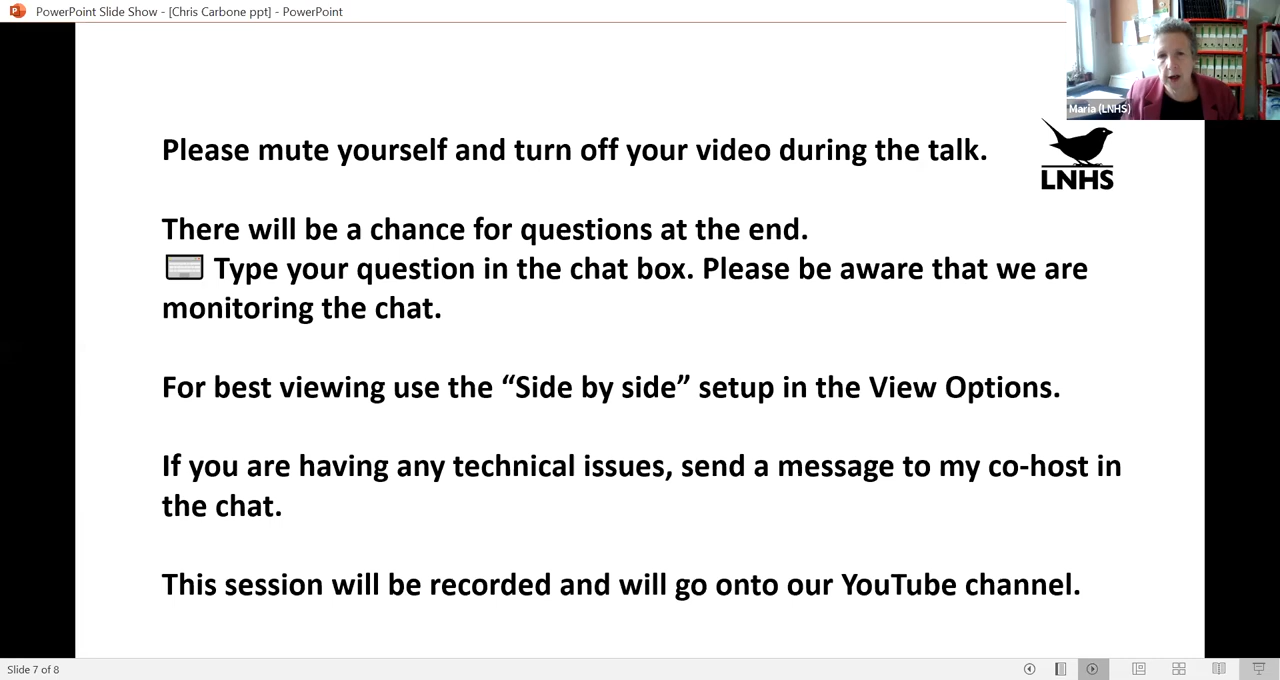 PowerPoint Slide Show - [Chris Carbone ppt] - PowerPoint
Maria (LNHS)
Please mute yourself and turn off your video during the talk.
LNHS
There will be a chance for questions at the end.
Type your question in the chat box. Please be aware that we are
monitoring the chat.
For best viewing use the “Side by side” setup in the View Options.
If you are having any technical issues, send a message to my co-host in
the chat.
This session will be recorded and will go onto our YouTube channel.
Slide 7 of 8